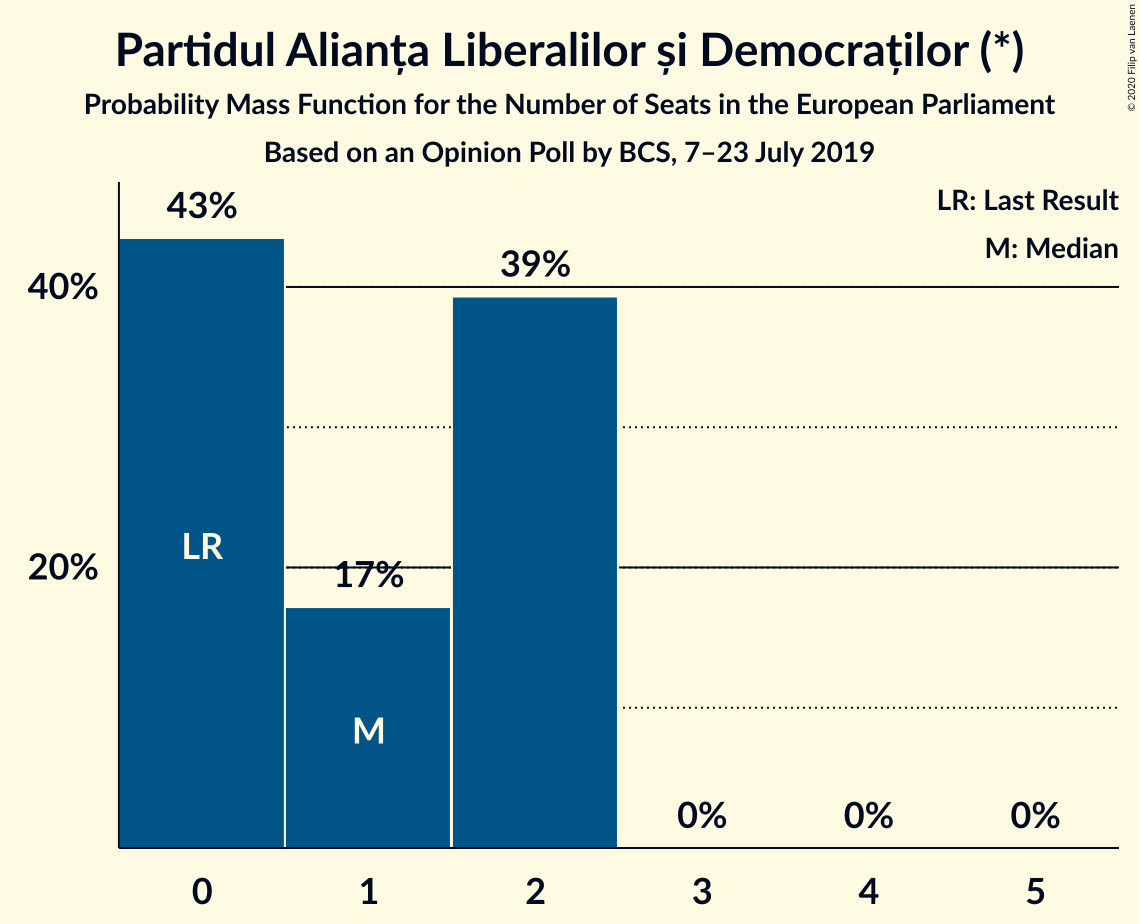 Partidul Alianța Liberalilor și Democraților (*)
Probability Mass Function for the Number of Seats in the European Parliament
Based on an Opinion Poll by BCS, 7–23 July 2019
© 2020 Filip van Laenen
LR: Last Result
M: Median
43%
39%
40%
20%
17%
LR
M
0%
0%
0%
0
1
2
3
4
5